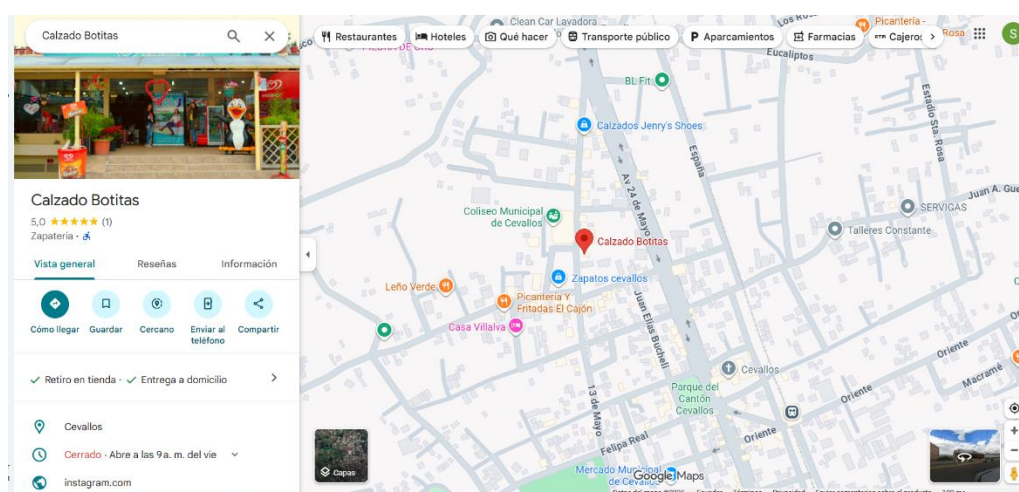 Calzado Botitas
Calzado Botitas
5,0 ★★★★★ (1)
Zapatería ·
Vista general
Reseñas
Información
Cómo llegar
Guardar
Cercano
Enviar al
teléfono
Compartir
Retiro en tienda · ✓ Entrega a domicilio
Cevallos
Cerrado · Abre a las 9 a. m. del vie
instagram.com
Restaurantes
Hoteles
Qué hacer
Transporte público
P Aparcamientos
Farmacias
Clean Car Lavadora
Picantería -
Rosa
S
Eucaliptos
BL Fit
Calzados Jenry's Shoes
España
Estadio Sta. Rosa
Av 24 de Mayo
Juan A. Gue
SERVIGAS
Talleres Constante
Coliseo Municipal
de Cevallos
Calzado Botitas
Zapatos cevallos
Leño Verde
Picantería Y
Fritadas El Cajón
Casa Villalva
Juan Elias Bucheli
Cevallos
Oriente
Macramé
Parque del
Cantón
Cevallos
Oriente
13 de Mayo
Oriente
Felipa Real
Mercado Municipal
de Cevallos
Google Maps
Capas